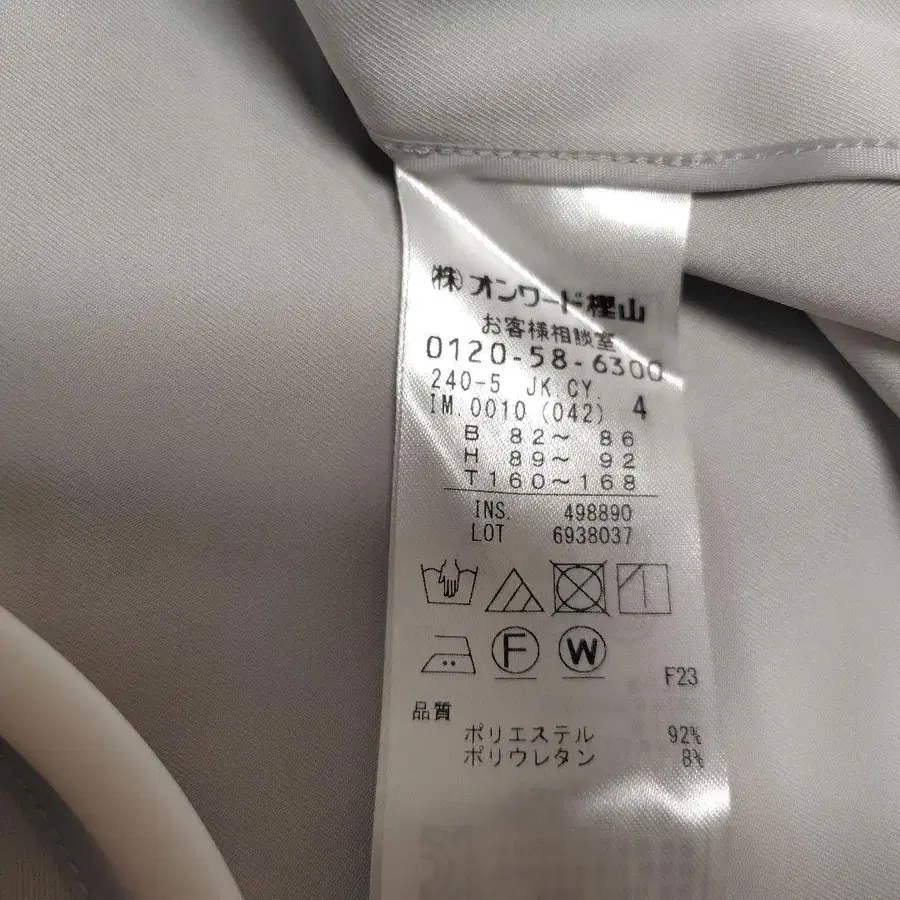 ㈱オンワード樫山
お客様相談室
0120-58-6300
240-5 JK.CY.
IM.0010 (042) 4
B 82～ 86
H 89～ 92
T160～168
INS. 498890
LOT 6938037
F W
F23
品質
ポリエステル 92%
ポリウレタン 8%